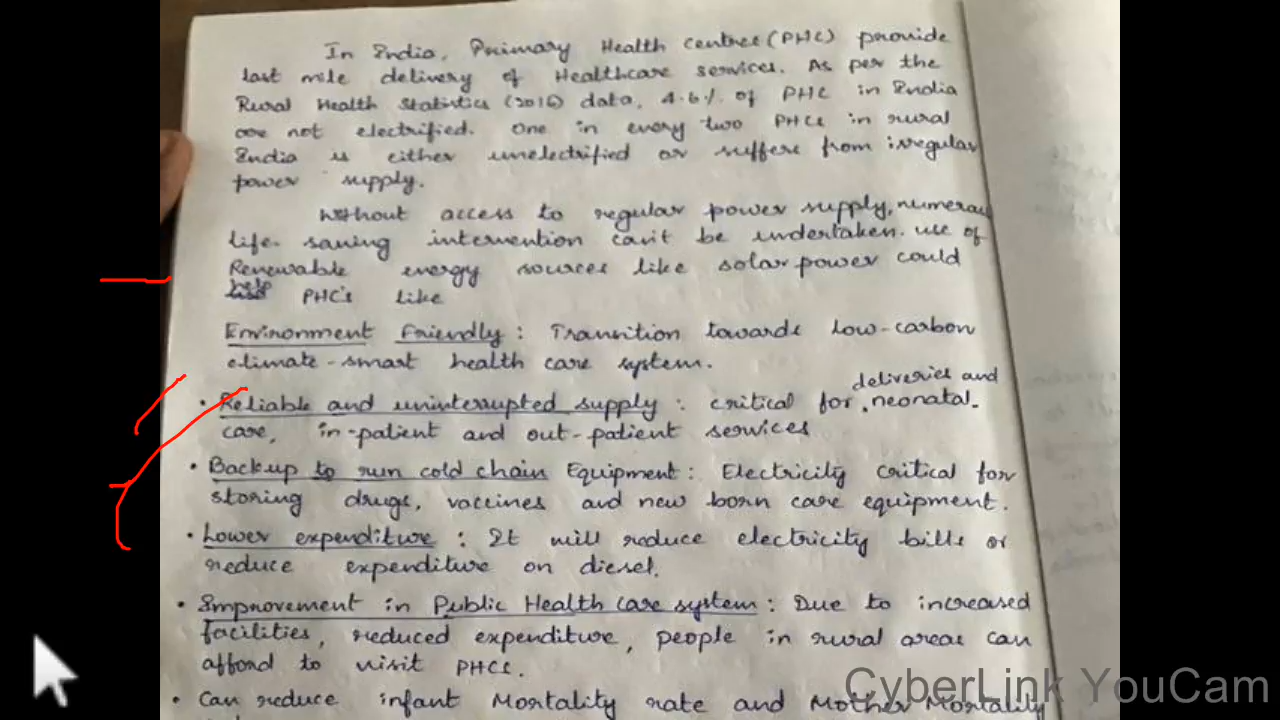 In India, Primary Health Centres (PHC) provide
last mile delivery of Healthcare services. As per the
Rural Health Statistics (2016) data, 4.6% of PHC in India
are not electrified. One in every two PHCs in rural
India is either unelectrified or suffers from irregular
power supply.
Without access to regular power supply, numerous
life-saving intervention can't be undertaken. use of
Renewable energy sources like solar power could
help PHC's like
Environment Friendly : Transition towards low-carbon
climate-smart health care system.
deliveries and
• Reliable and uninterrupted supply : critical for neonatal
care, in-patient and out-patient services
• Backup to run cold chain Equipment : Electricity critical for
storing drugs, vaccines and new born care equipment.
• Lower expenditure : It will reduce electricity bills or
reduce expenditure on diesel.
• Improvement in Public Health care system : Due to increased
facilities, reduced expenditure, people in rural areas can
afford to visit PHCs.
• Can reduce infant Mortality rate and Mother Mortality
CyberLink YouCam